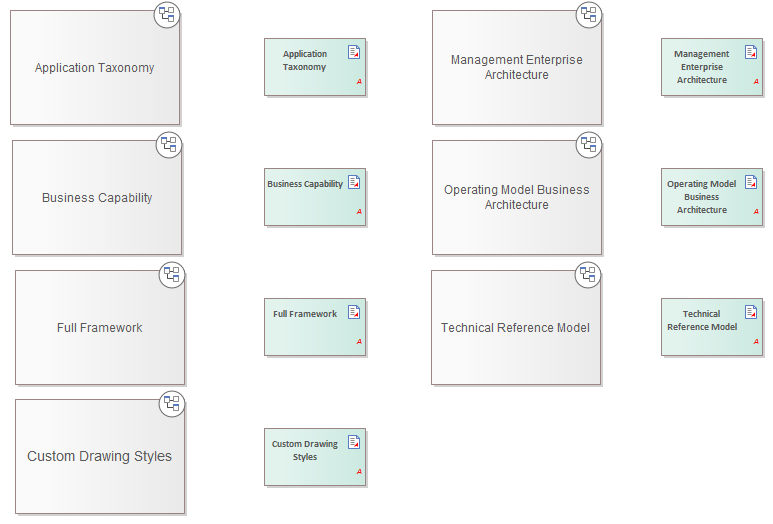 Application Taxonomy
Application
Taxonomy
A
Management Enterprise
Architecture
Management
Enterprise
Architecture
A
Business Capability
Business Capability
A
Operating Model Business
Architecture
Operating Model
Business
Architecture
A
Full Framework
Full Framework
A
Technical Reference Model
Technical
Reference Model
A
Custom Drawing Styles
Custom Drawing
Styles
A